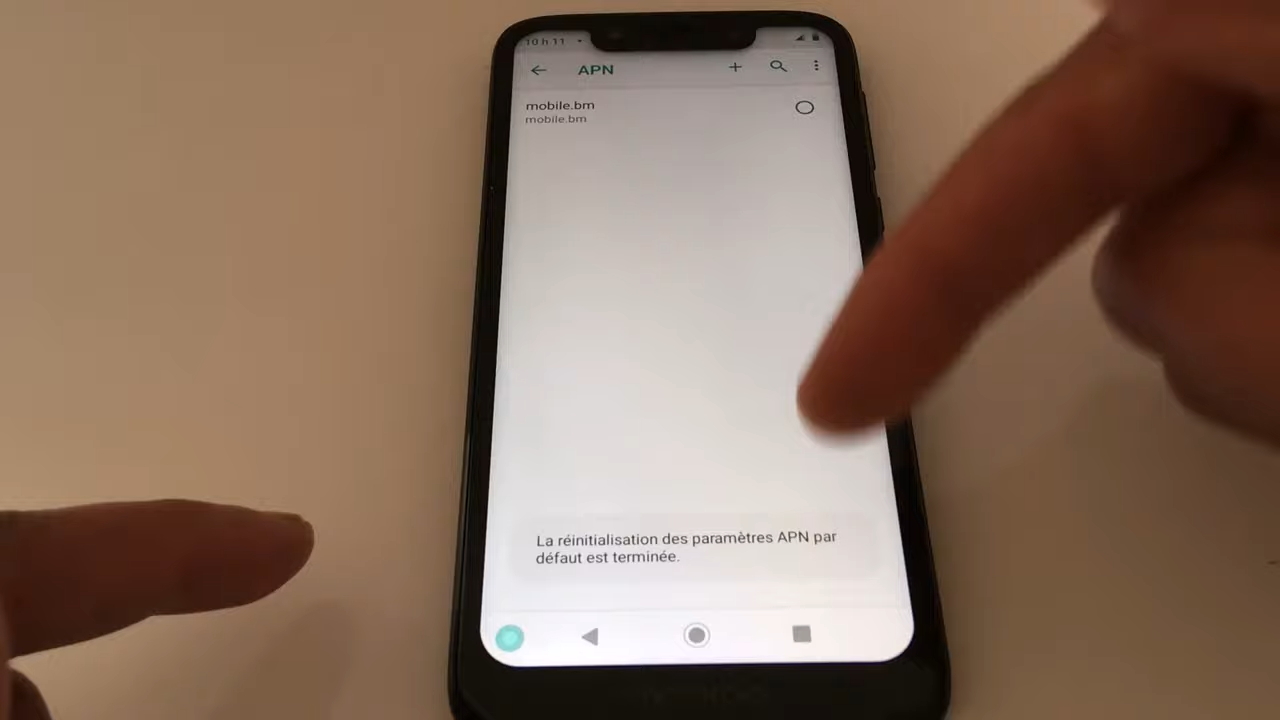 10 h 11
APN
mobile.bm
mobile.bm
La réinitialisation des paramètres APN par
défaut est terminée.